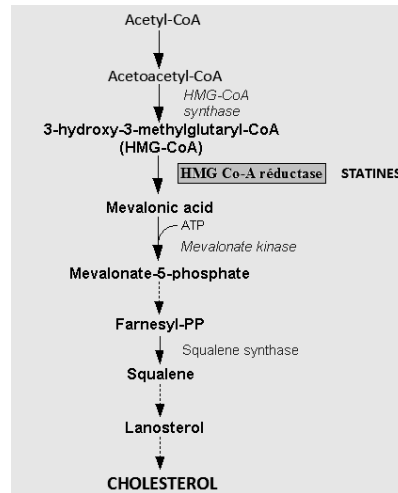 Acetyl-CoA
Acetoacetyl-CoA
HMG-CoA
synthase
3-hydroxy-3-methylglutaryl-CoA
(HMG-CoA)
HMG Co-A réductase STATINES
Mevalonic acid
ATP
Mevalonate kinase
Mevalonate-5-phosphate
Farnesyl-PP
Squalene synthase
Squalene
Lanosterol
CHOLESTEROL